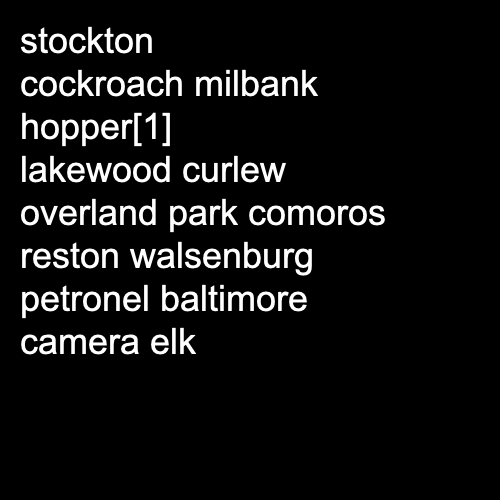 stockton
cockroach milbank
hopper[1]
lakewood curlew
overland park comoros
reston walsenburg
petronel baltimore
camera elk